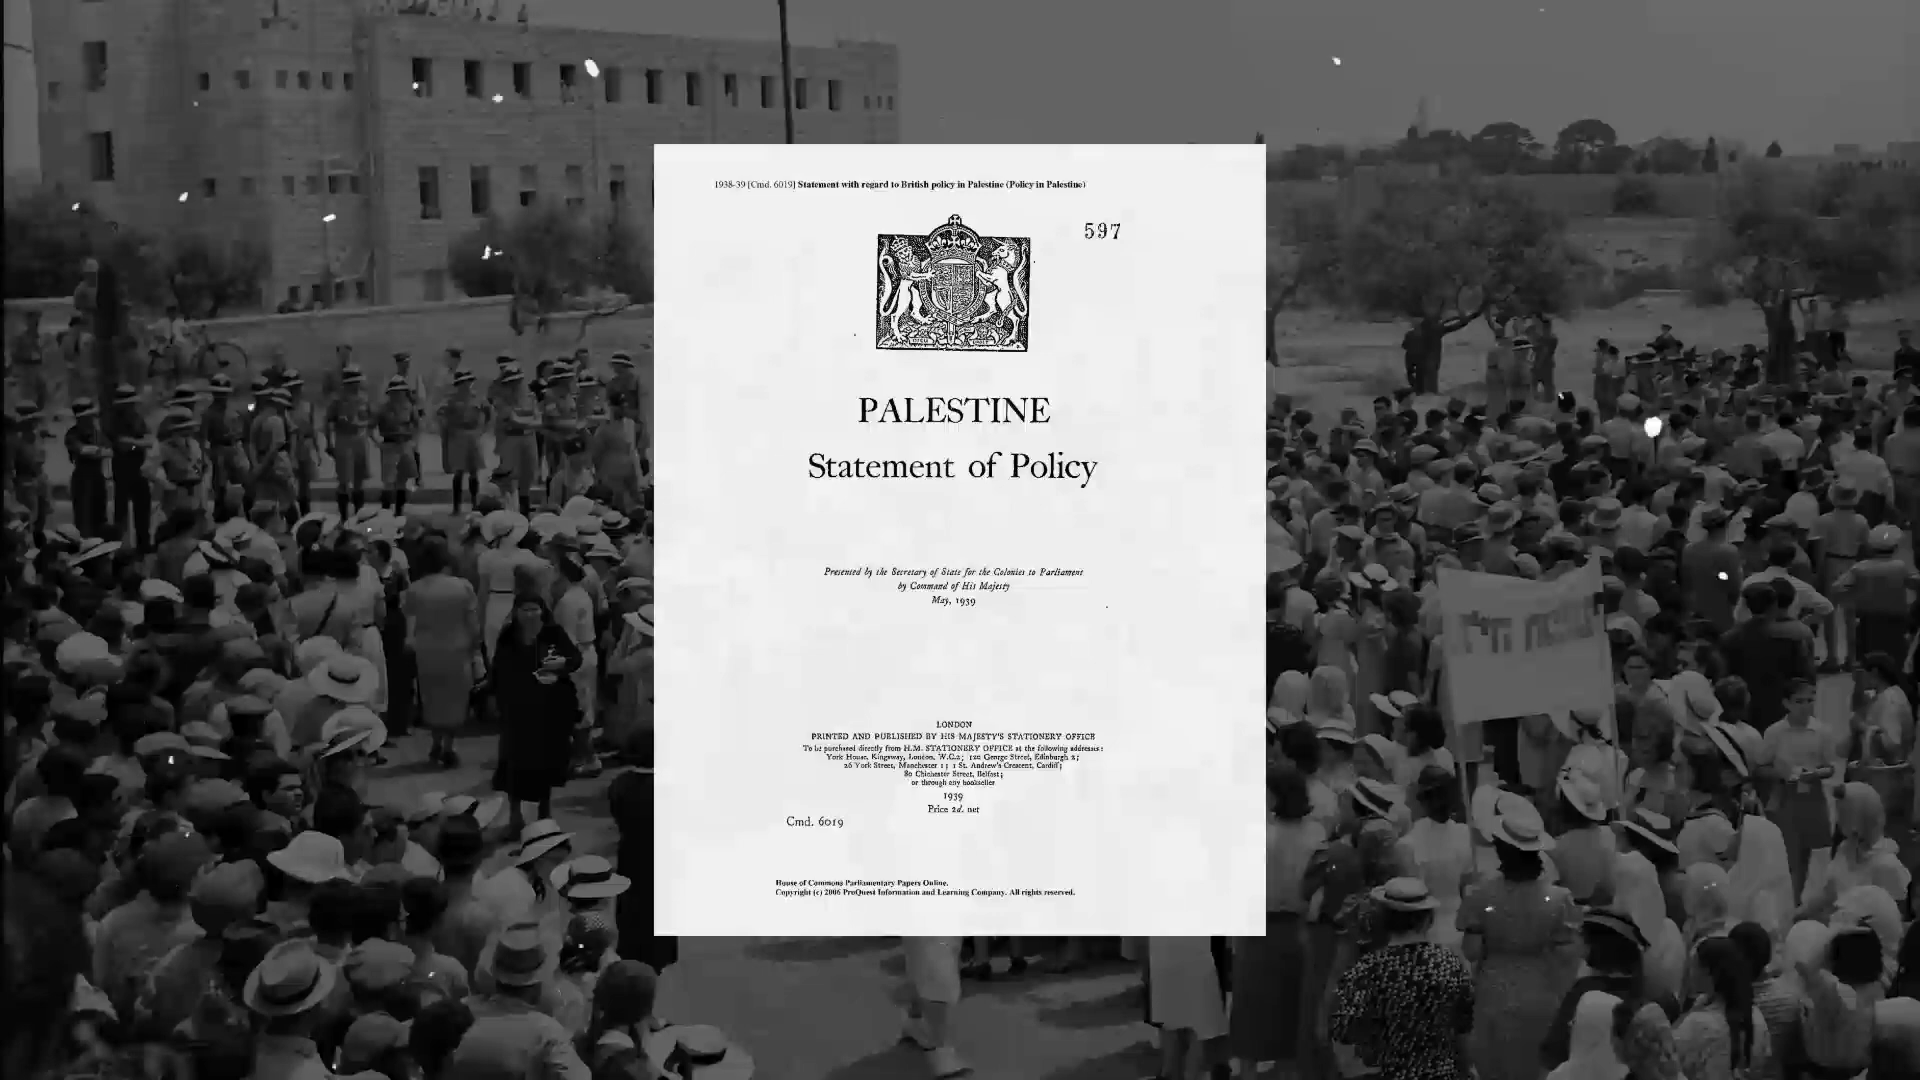 1938-39 [Cmd. 6019] Statement with regard to British policy in Palestine (Policy in Palestine)
597
PALESTINE
Statement of Policy
Presented by the Secretary of State for the Colonies to Parliament
by Command of His Majesty
May, 1939
LONDON
PRINTED AND PUBLISHED BY HIS MAJESTY'S STATIONERY OFFICE
To be purchased directly from H.M. STATIONERY OFFICE at the following addresses:
York House, Kingsway, London, W.C.2; 120 George Street, Edinburgh 2;
26 York Street, Manchester 1; 1 St. Andrew's Crescent, Cardiff;
80 Chichester Street, Belfast;
or through any bookseller
1939
Price 2d. net
Cmd. 6019
House of Commons Parliamentary Papers Online.
Copyright (c) 2006 ProQuest Information and Learning Company. All rights reserved.